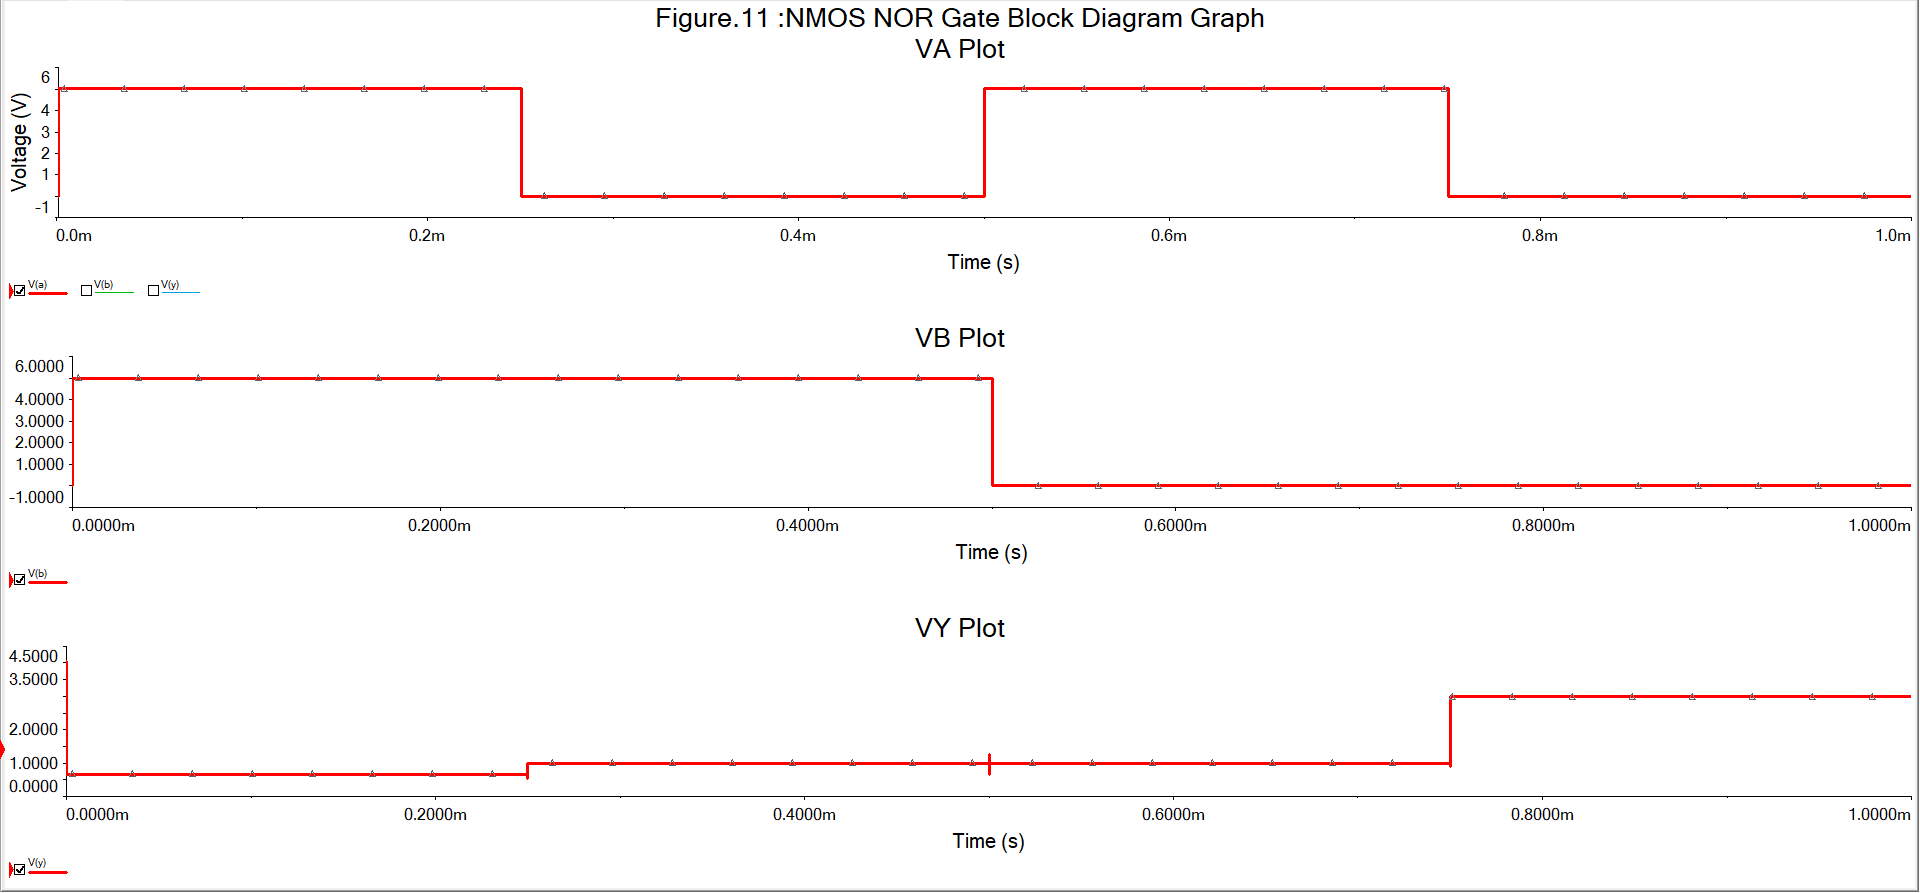 Figure.11 :NMOS NOR Gate Block Diagram Graph
VA Plot
Voltage (V)
6
4
3
2
1
-1
0.0m 0.2m 0.4m 0.6m 0.8m 1.0m
Time (s)
V(a) V(b) V(y)
VB Plot
6.0000
4.0000
3.0000
2.0000
1.0000
-1.0000
0.0000m 0.2000m 0.4000m 0.6000m 0.8000m 1.0000m
Time (s)
V(b)
VY Plot
4.5000
3.5000
2.0000
1.0000
0.0000
0.0000m 0.2000m 0.4000m 0.6000m 0.8000m 1.0000m
Time (s)
V(y)